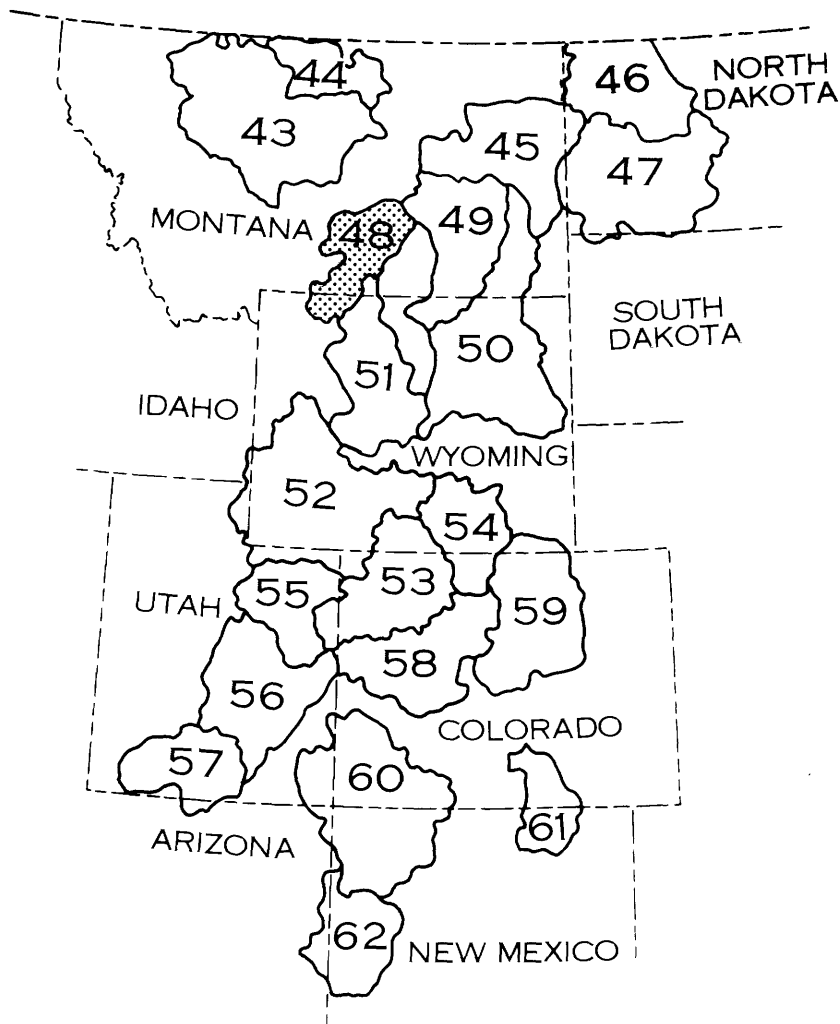 44
46
NORTH
DAKOTA
43
45
47
MONTANA
48
49
SOUTH
DAKOTA
50
51
IDAHO
WYOMING
52
54
53
55
UTAH
59
58
56
COLORADO
57
60
61
ARIZONA
62
NEW MEXICO